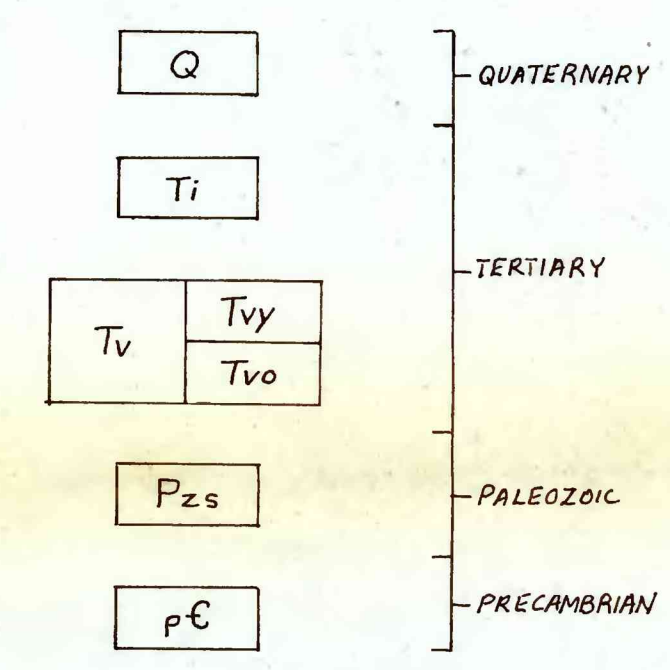 Q
QUATERNARY
Ti
TERTIARY
Tv
Tvy
Tvo
Pzs
PALEOZOIC
p€
PRECAMBRIAN